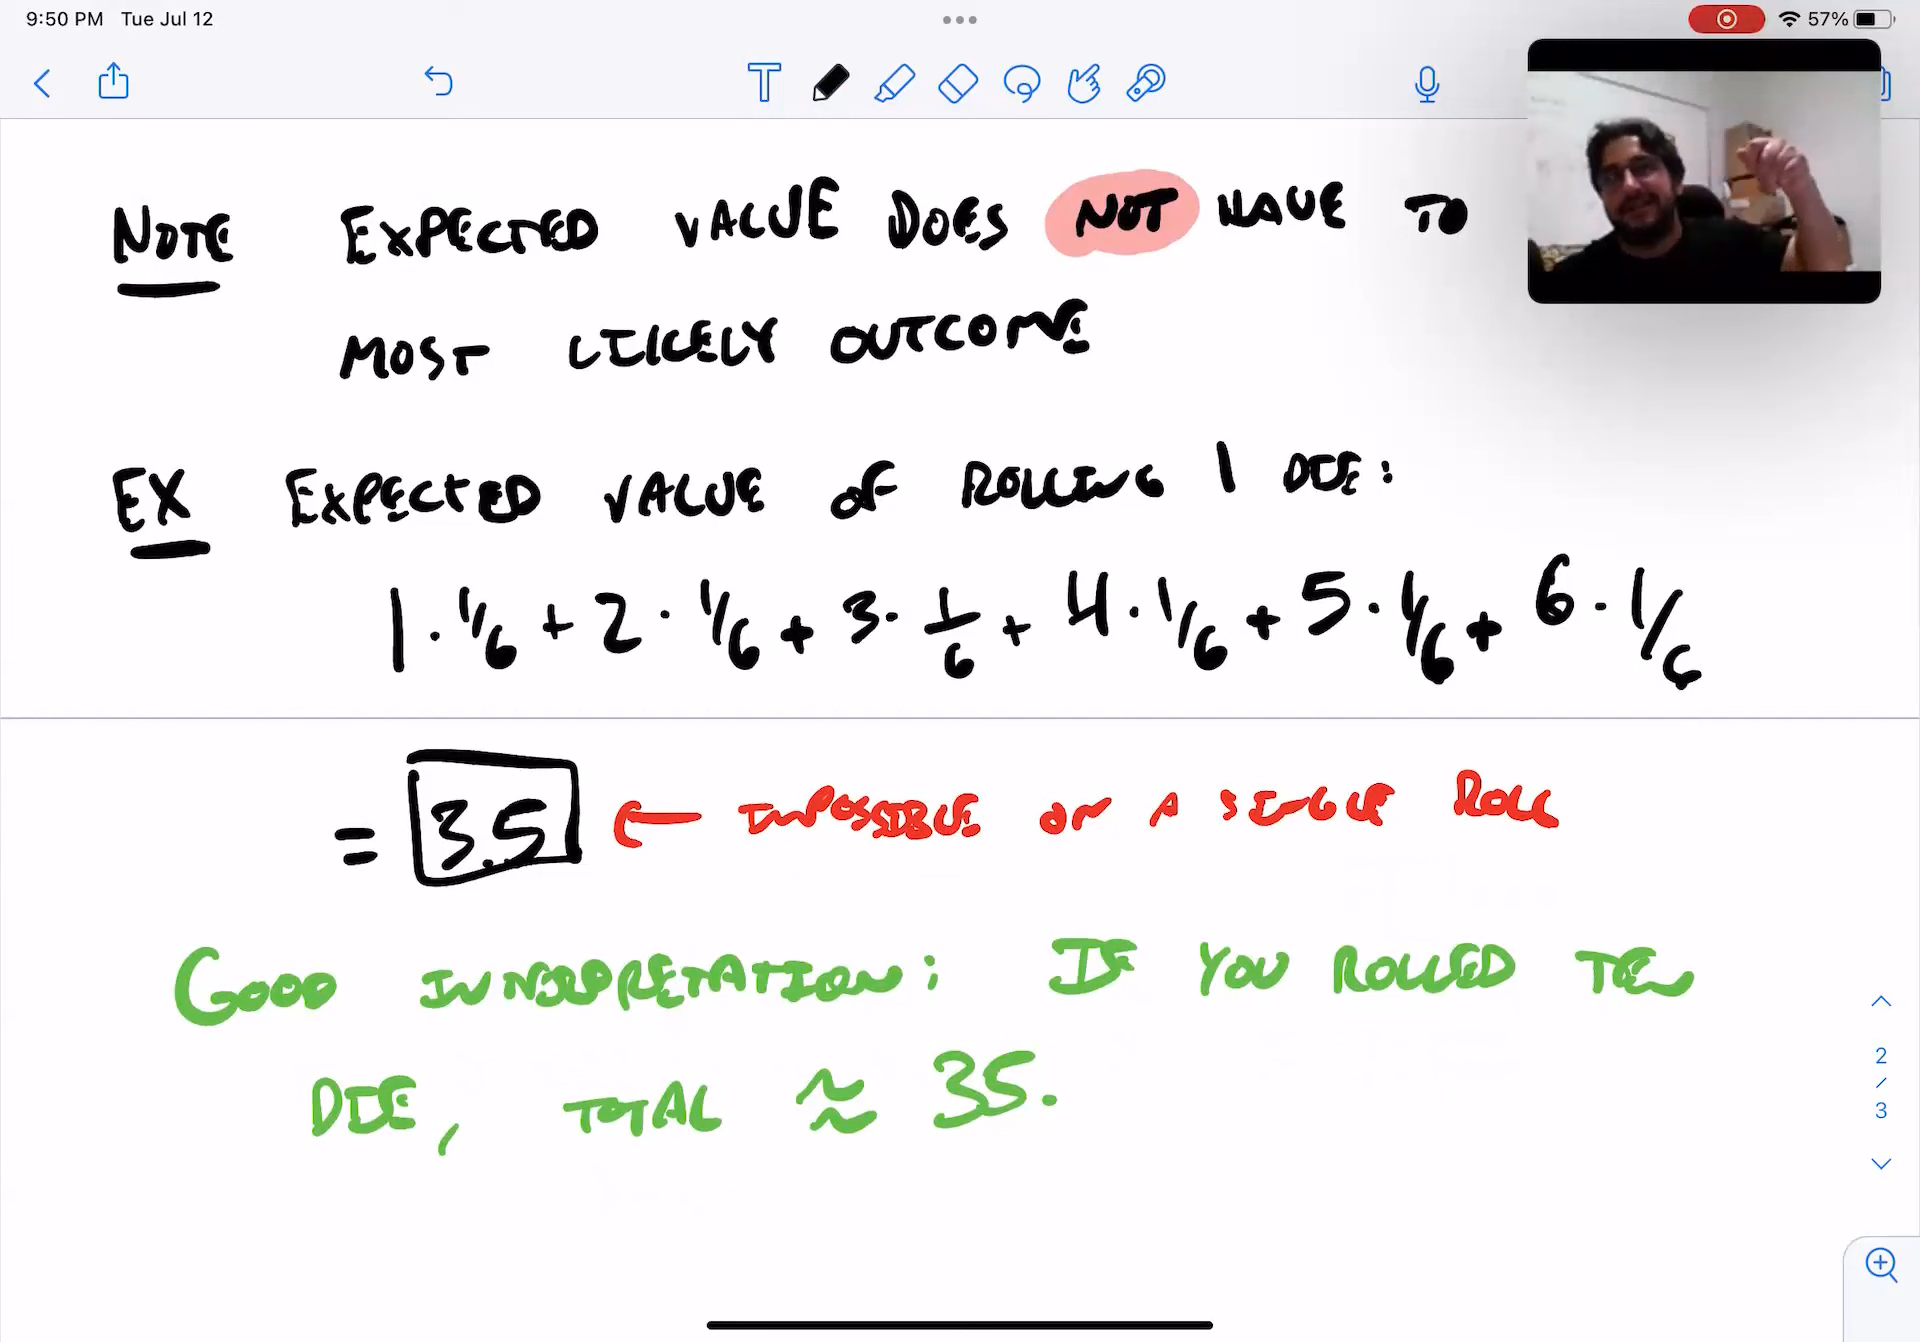 9:50 PM Tue Jul 12
57%
NOTE EXPECTED VALUE DOES NOT HAVE TO
MOST LIKELY OUTCOME
EX EXPECTED VALUE OF ROLLING 1 DIE:
1 · 1/6 + 2 · 1/6 + 3 · 1/6 + 4 · 1/6 + 5 · 1/6 + 6 · 1/6
= 3.5 ← IMPOSSIBLE ON A SINGLE ROLL
GOOD INTERPRETATION: IF YOU ROLLED TEN
DIE, TOTAL ≈ 35.
2
/
3